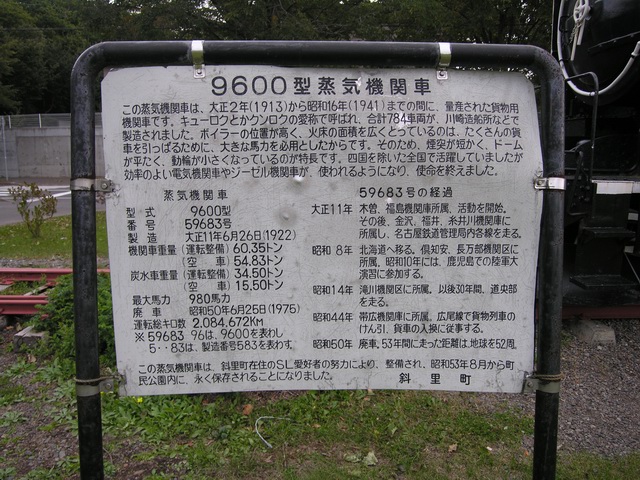 9600型蒸気機関車
この蒸気機関車は、大正2年(1913)から昭和16年(1941)までの間に、量産された貨物用
機関車です。キューロクとかクンロクの愛称で呼ばれ、合計784車両が、川崎造船所などで
製造されました。ボイラーの位置が高く、火床の面積を広くとっているのは、たくさんの貨
車を引っぱるために、大きな馬力を必用としたからです。そのため、煙突が短かく、ドーム
が平たく、動輪が小さくなっているのが特長です。四国を除いた全国で活躍していましたが
効率のよい電気機関車やジーゼル機関車が、使われるようになり、使命を終えました。
蒸気機関車
型式 9600型
番号 59683号
製造 大正11年6月26日(1922)
機関車重量(運転整備)60.35トン
(空車)54.83トン
炭水車重量(運転整備)34.50トン
(空車)15.50トン
最大馬力 980馬力
廃車 昭和50年6月25日(1975)
運転総キロ数 2,084,672KM
※59683 96は、9600を表わし
5‥83は、製造番号583を表わす
59683号の経過
大正11年 木曽、福島機関庫所属、活動を開始、
その後、金沢、福井、糸井川機関庫に
所属し、名古屋鉄道管理局内各線を走る。
昭和8年 北海道へ移る。倶知安、長万部機関区に
所属、昭和10年には、鹿児島での陸軍大
演習に参加する。
昭和14年 滝川機関区に所属、以後30年間、道央部
を走る。
昭和44年 帯広機関庫に所属、広尾線で貨物列車の
けん引、貨車の入換に従事する。
昭和50年 廃車、53年間に走った距離は、地球を52周
この蒸気機関車は、斜里町在住のSL愛好者の努力により、整備され、昭和53年8月から町
民公園内に、永く保存されることになりました。 斜里町